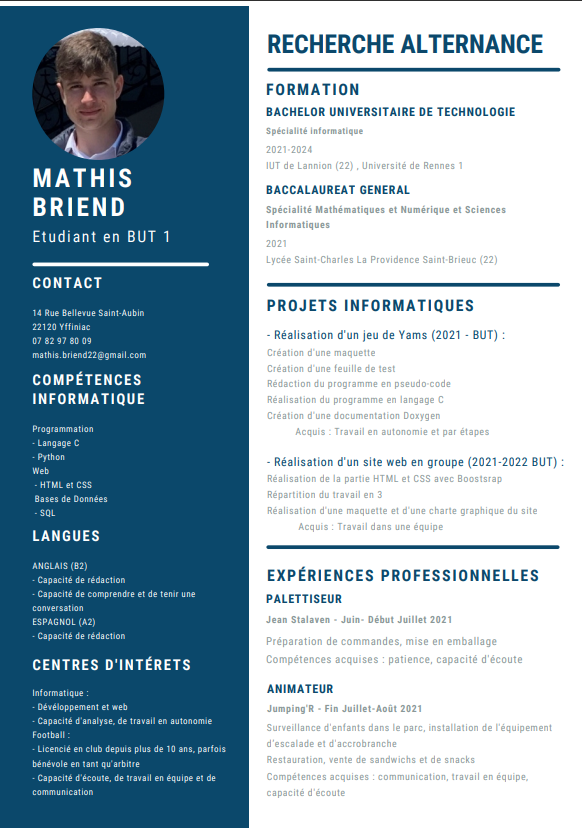 MATHIS
BRIEND
Etudiant en BUT 1
CONTACT
14 Rue Bellevue Saint-Aubin
22120 Yffiniac
07 82 97 80 09
mathis.briend22@gmail.com
COMPÉTENCES
INFORMATIQUE
Programmation
- Langage C
- Python
Web
- HTML et CSS
Bases de Données
- SQL
LANGUES
ANGLAIS (B2)
- Capacité de rédaction
- Capacité de comprendre et de tenir une
conversation
ESPAGNOL (A2)
- Capacité de rédaction
CENTRES D'INTÉRETS
Informatique :
- Dévéloppement et web
- Capacité d'analyse, de travail en autonomie
Football :
- Licencié en club depuis plus de 10 ans, parfois
bénévole en tant qu'arbitre
- Capacité d'écoute, de travail en équipe et de
communication
RECHERCHE ALTERNANCE
FORMATION
BACHELOR UNIVERSITAIRE DE TECHNOLOGIE
Spécialité informatique
2021-2024
IUT de Lannion (22) , Université de Rennes 1
BACCALAUREAT GENERAL
Spécialité Mathématiques et Numérique et Sciences
Informatiques
2021
Lycée Saint-Charles La Providence Saint-Brieuc (22)
PROJETS INFORMATIQUES
- Réalisation d'un jeu de Yams (2021 - BUT) :
Création d'une maquette
Création d'une feuille de test
Rédaction du programme en pseudo-code
Réalisation du programme en langage C
Création d'une documentation Doxygen
Acquis : Travail en autonomie et par étapes
- Réalisation d'un site web en groupe (2021-2022 BUT) :
Réalisation de la partie HTML et CSS avec Boostsrap
Répartition du travail en 3
Réalisation d'une maquette et d'une charte graphique du site
Acquis : Travail dans une équipe
EXPÉRIENCES PROFESSIONNELLES
PALETTISEUR
Jean Stalaven - Juin- Début Juillet 2021
Préparation de commandes, mise en emballage
Compétences acquises : patience, capacité d'écoute
ANIMATEUR
Jumping'R - Fin Juillet-Août 2021
Surveillance d'enfants dans le parc, installation de l'équipement
d'escalade et d'accrobranche
Restauration, vente de sandwichs et de snacks
Compétences acquises : communication, travail en équipe,
capacité d'écoute